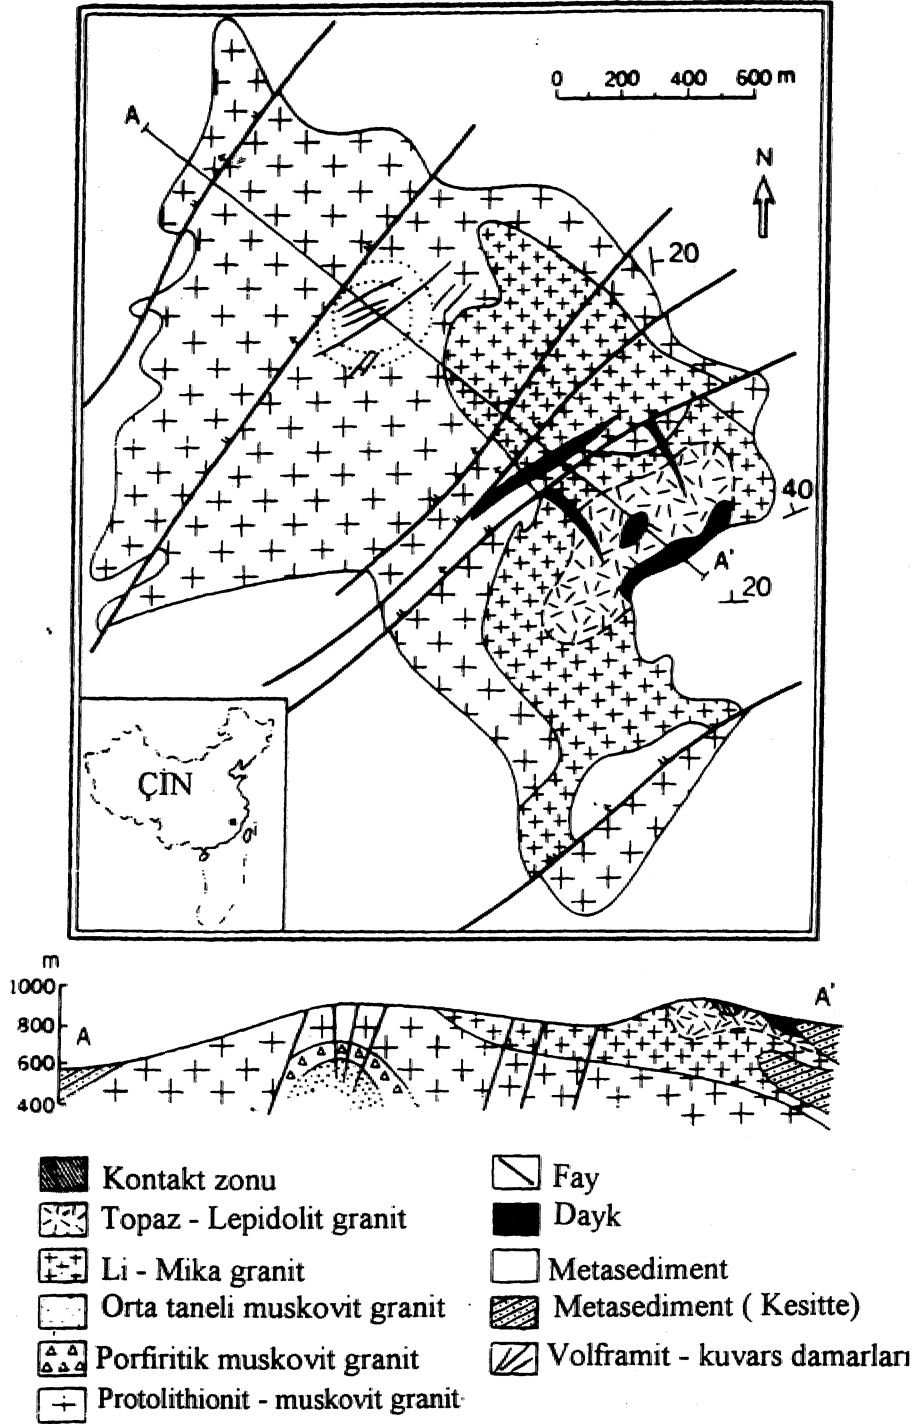 0 200 400 600 m
A
N
20
40
A'
20
ÇİN
m
1000
800
600
400
A
A'
Kontakt zonu
Topaz - Lepidolit granit
Li - Mika granit
Orta taneli muskovit granit
Porfiritik muskovit granit
Protolithionit - muskovit granit
Fay
Dayk
Metasediment
Metasediment ( Kesitte)
Volframit - kuvars damarları